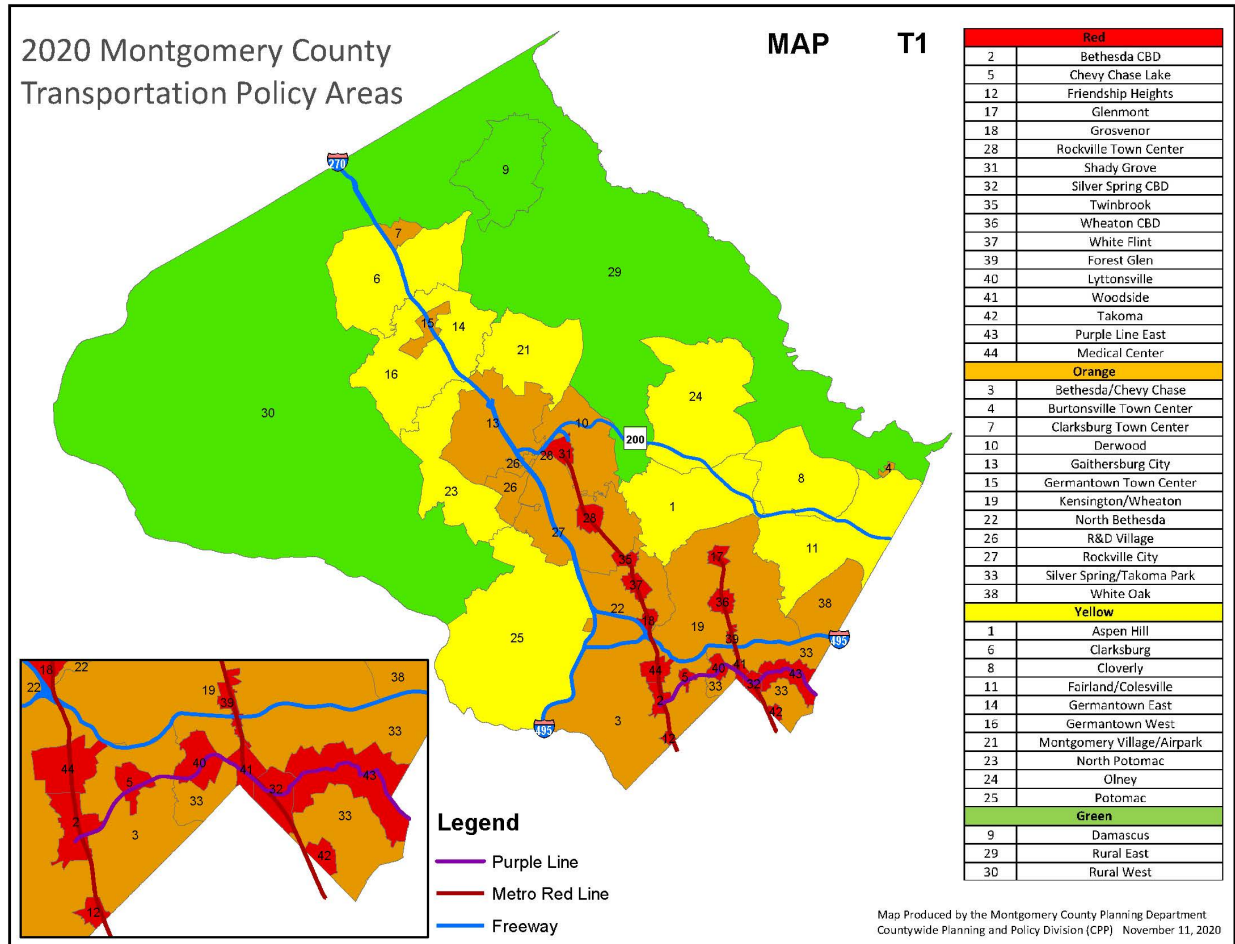 2020 Montgomery County
Transportation Policy Areas
MAP T1
270
9
7
6
29
15
14
21
16
24
30
13
10
200
28
31
26
26
8
4
23
1
28
27
11
35
17
37
36
38
22
18
19
25
39
495
33
44
40
41
5
43
32
33
33
2
3
42
12
495
18
22
38
22
19
39
33
44
40
41
5
43
32
33
2
3
33
42
12
Legend
Purple Line
Metro Red Line
Freeway
Red
2 Bethesda CBD
5 Chevy Chase Lake
12 Friendship Heights
17 Glenmont
18 Grosvenor
28 Rockville Town Center
31 Shady Grove
32 Silver Spring CBD
35 Twinbrook
36 Wheaton CBD
37 White Flint
39 Forest Glen
40 Lyttonsville
41 Woodside
42 Takoma
43 Purple Line East
44 Medical Center
Orange
3 Bethesda/Chevy Chase
4 Burtonsville Town Center
7 Clarksburg Town Center
10 Derwood
13 Gaithersburg City
15 Germantown Town Center
19 Kensington/Wheaton
22 North Bethesda
26 R&D Village
27 Rockville City
33 Silver Spring/Takoma Park
38 White Oak
Yellow
1 Aspen Hill
6 Clarksburg
8 Cloverly
11 Fairland/Colesville
14 Germantown East
16 Germantown West
21 Montgomery Village/Airpark
23 North Potomac
24 Olney
25 Potomac
Green
9 Damascus
29 Rural East
30 Rural West
Map Produced by the Montgomery County Planning Department
Countywide Planning and Policy Division (CPP) November 11, 2020